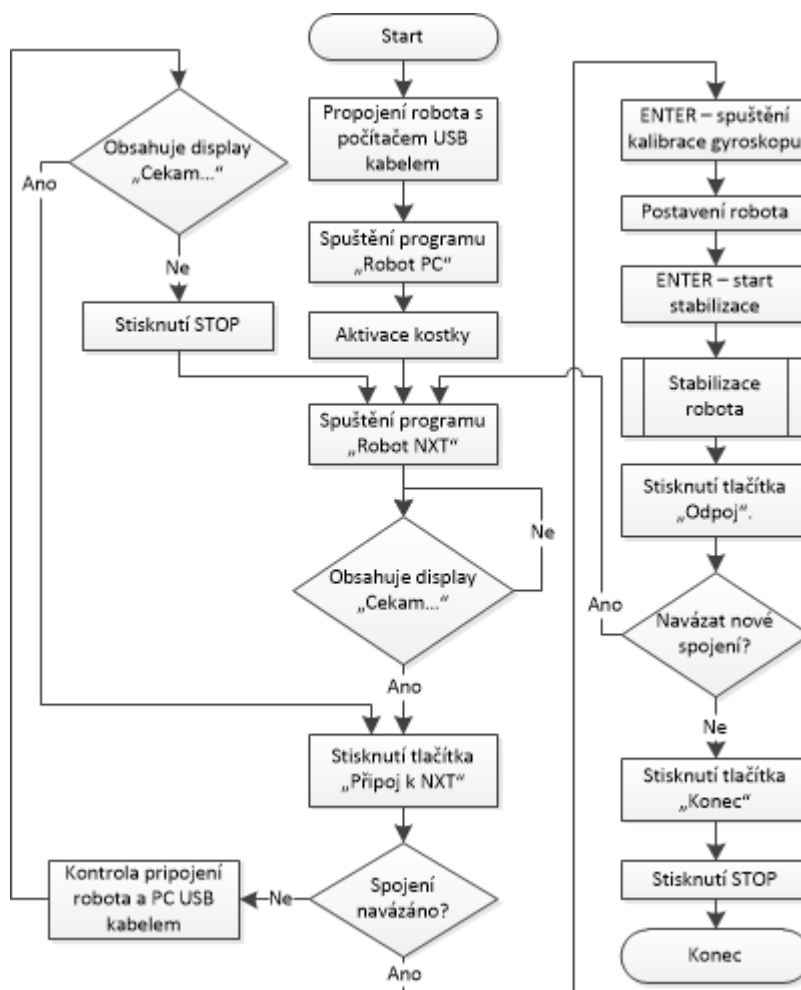 Start
Propojení robota s
počítačem USB
kabelem
Spuštění programu
„Robot PC“
Aktivace kostky
Spuštění programu
„Robot NXT“
Obsahuje display
„Cekam...“
Ne
Ano
Stisknutí tlačítka
„Připoj k NXT“
Spojení
navázáno?
Ne
Ano
Kontrola pripojení
robota a PC USB
kabelem
Obsahuje display
„Cekam...“
Ano
Ne
Stisknutí STOP
ENTER – spuštění
kalibrace gyroskopu
Postavení robota
ENTER – start
stabilizace
Stabilizace
robota
Stisknutí tlačítka
„Odpoj“.
Navázat nové
spojení?
Ano
Ne
Stisknutí tlačítka
„Konec“
Stisknutí STOP
Konec